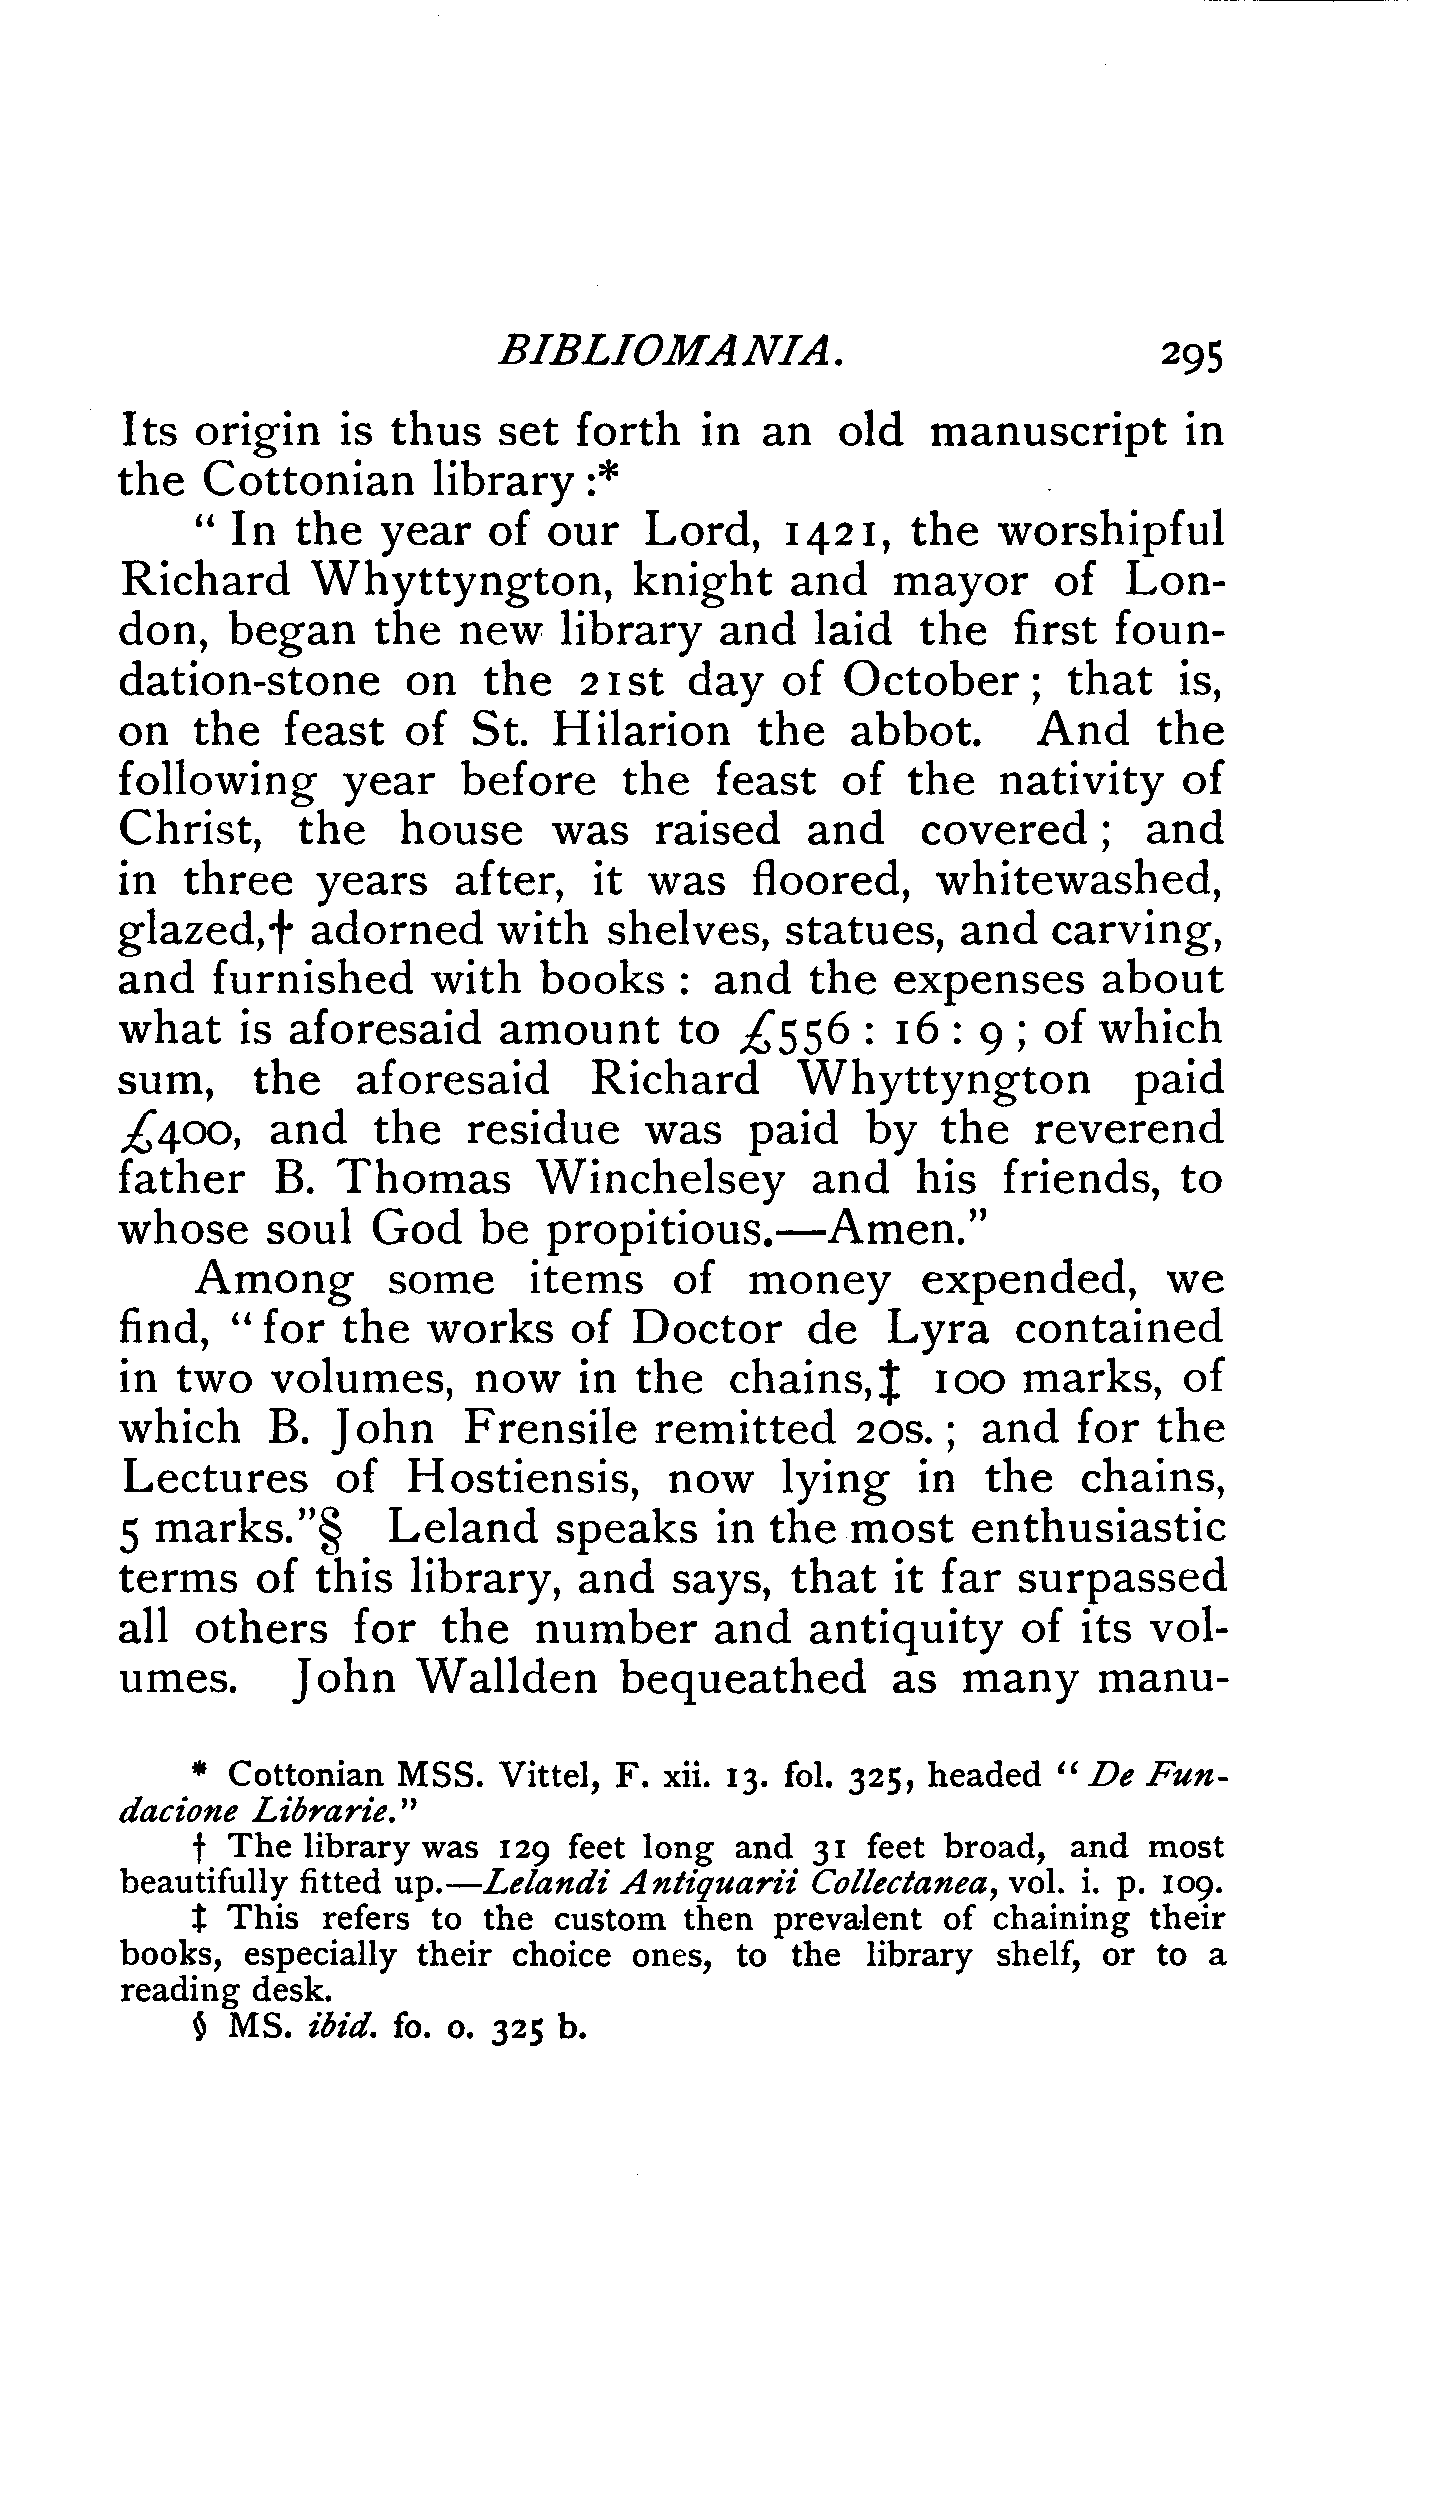 BIBLIOMANIA. 295
Its origin is thus set forth in an old manuscript in
the Cottonian library :*
" In the year of our Lord, 1421, the worshipful
Richard Whyttyngton, knight and mayor of Lon-
don, began the new library and laid the first foun-
dation-stone on the 21st day of October ; that is,
on the feast of St. Hilarion the abbot. And the
following year before the feast of the nativity of
Christ, the house was raised and covered ; and
in three years after, it was floored, whitewashed,
glazed,† adorned with shelves, statues, and carving,
and furnished with books : and the expenses about
what is aforesaid amount to £556 : 16 : 9 ; of which
sum, the aforesaid Richard Whyttyngton paid
£400, and the residue was paid by the reverend
father B. Thomas Winchelsey and his friends, to
whose soul God be propitious.—Amen."
Among some items of money expended, we
find, " for the works of Doctor de Lyra contained
in two volumes, now in the chains,‡ 100 marks, of
which B. John Frensile remitted 20s. ; and for the
Lectures of Hostiensis, now lying in the chains,
5 marks."§ Leland speaks in the most enthusiastic
terms of this library, and says, that it far surpassed
all others for the number and antiquity of its vol-
umes. John Wallden bequeathed as many manu-
* Cottonian MSS. Vittel, F. xii. 13. fol. 325, headed " De Fun-
dacione Librarie."
† The library was 129 feet long and 31 feet broad, and most
beautifully fitted up.—Lelandi Antiquarii Collectanea, vol. i. p. 109.
‡ This refers to the custom then prevalent of chaining their
books, especially their choice ones, to the library shelf, or to a
reading desk.
§ MS. ibid. fo. o. 325 b.